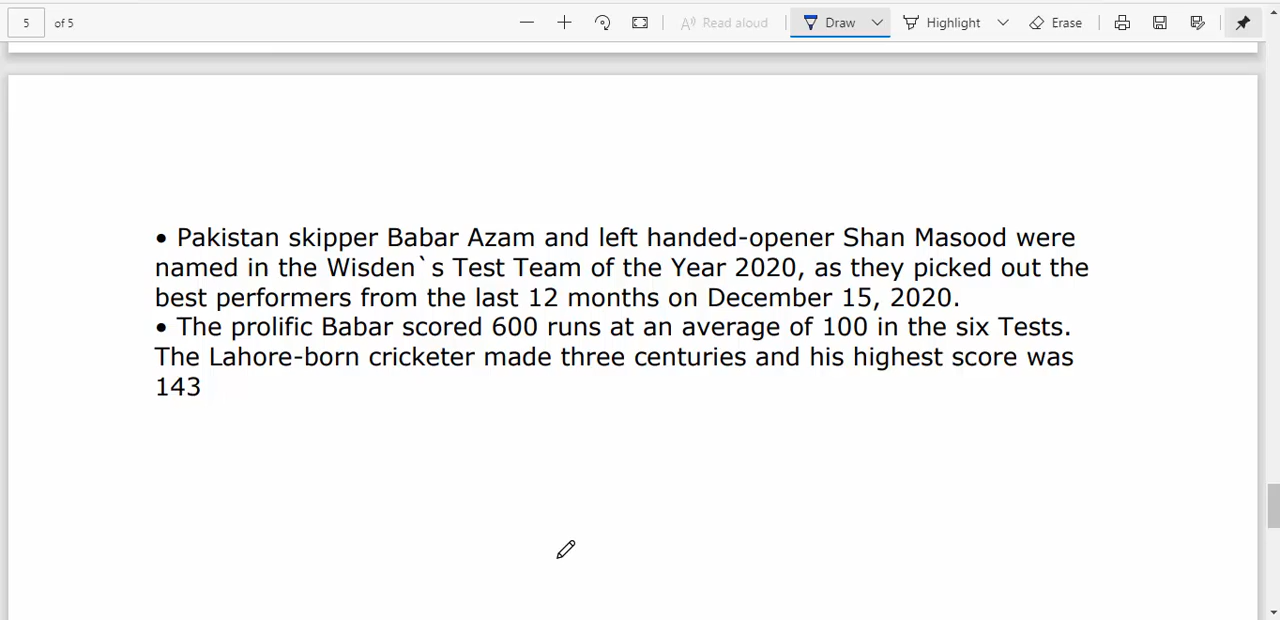 5 of 5 Read aloud Draw Highlight Erase
• Pakistan skipper Babar Azam and left handed-opener Shan Masood were
named in the Wisden`s Test Team of the Year 2020, as they picked out the
best performers from the last 12 months on December 15, 2020.
• The prolific Babar scored 600 runs at an average of 100 in the six Tests.
The Lahore-born cricketer made three centuries and his highest score was
143